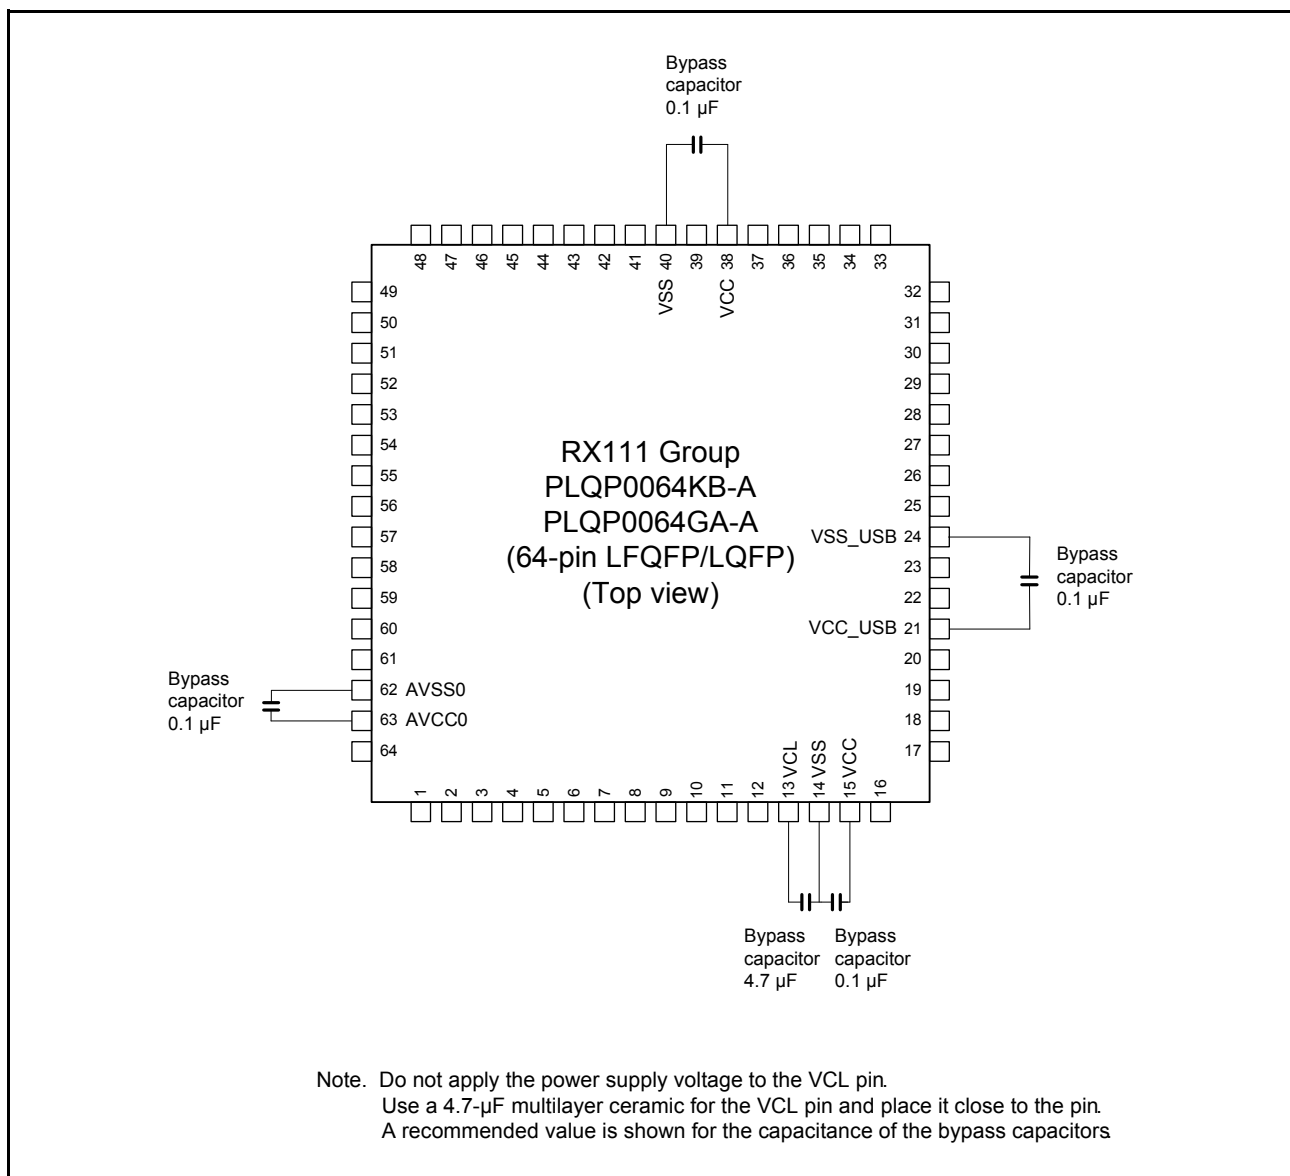 Bypass
capacitor
0.1 µF
48 47 46 45 44 43 42 41 40 39 38 37 36 35 34 33
VSS VCC
49
50
51
52
53
54
55
56
57
58
59
60
61
62 AVSS0
63 AVCC0
64
32
31
30
29
28
27
26
25
VSS_USB 24
23
22
VCC_USB 21
20
19
18
17
RX111 Group
PLQP0064KB-A
PLQP0064GA-A
(64-pin LFQFP/LQFP)
(Top view)
Bypass
capacitor
0.1 µF
Bypass
capacitor
0.1 µF
VCL VSS VCC
1 2 3 4 5 6 7 8 9 10 11 12 13 14 15 16
Bypass
capacitor
4.7 µF
Bypass
capacitor
0.1 µF
Note. Do not apply the power supply voltage to the VCL pin.
Use a 4.7-µF multilayer ceramic for the VCL pin and place it close to the pin.
A recommended value is shown for the capacitance of the bypass capacitors.